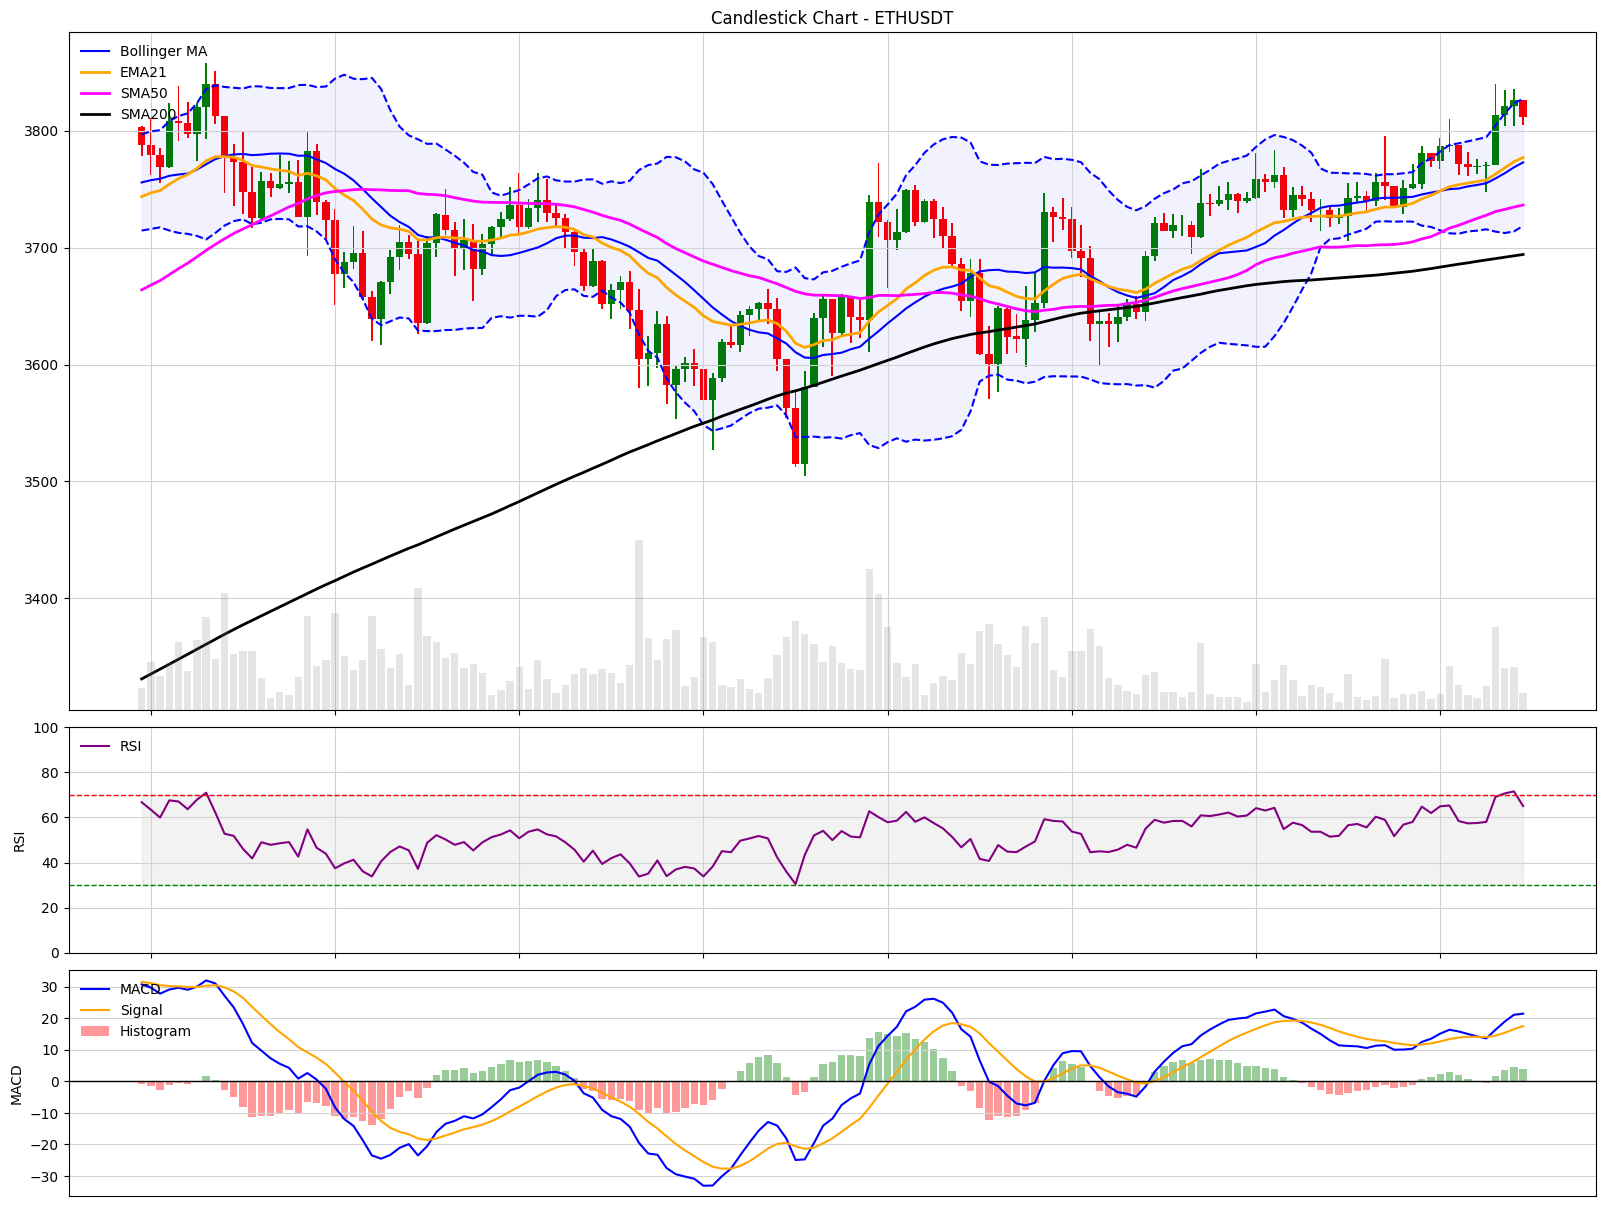 Candlestick Chart - ETHUSDT
Bollinger MA
EMA21
SMA50
SMA200
3800
3700
3600
3500
3400
RSI
100
80
60
40
20
0
RSI
MACD
Signal
Histogram
30
20
10
0
−10
−20
−30
MACD